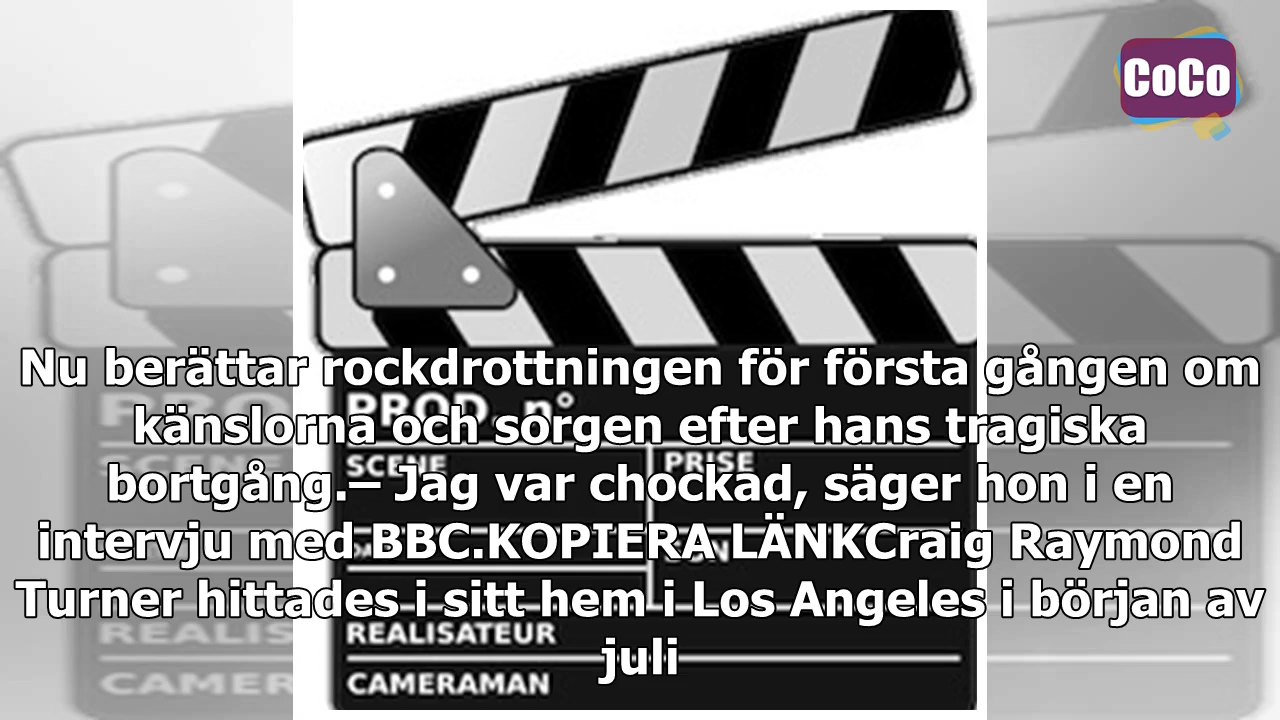 CoCo
Nu berättar rockdrottningen för första gången om
känslorna och sorgen efter hans tragiska
bortgång.– Jag var chockad, säger hon i en
intervju med BBC.KOPIERA LÄNKCraig Raymond
Turner hittades i sitt hem i Los Angeles i början av
juli
PROD. n°
SCENE
PRISE
REALISATEUR
CAMERAMAN